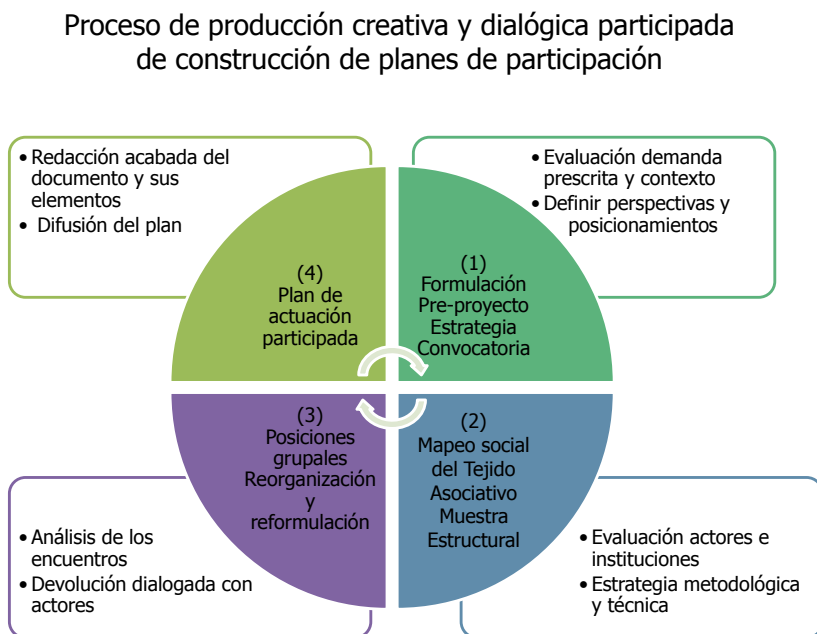 Proceso de producción creativa y dialógica participada
de construcción de planes de participación
• Redacción acabada del
documento y sus
elementos
• Difusión del plan
• Evaluación demanda
prescrita y contexto
• Definir perspectivas y
posicionamientos
(4)
Plan de
actuación
participada
(1)
Formulación
Pre-proyecto
Estrategia
Convocatoria
(3)
Posiciones
grupales
Reorganización
y
reformulación
(2)
Mapeo social
del Tejido
Asociativo
Muestra
Estructural
• Análisis de los
encuentros
• Devolución dialogada con
actores
• Evaluación actores e
instituciones
• Estrategia metodológica
y técnica